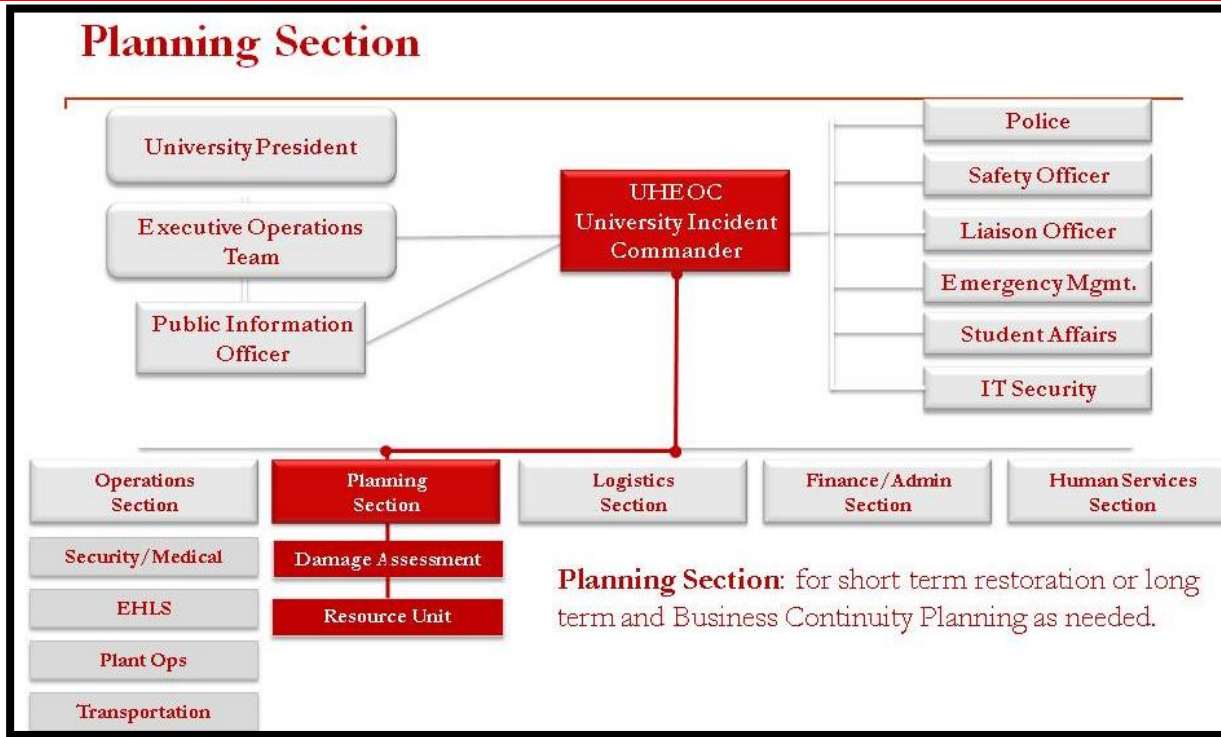 Planning Section
University President
Executive Operations
Team
Public Information
Officer
UHEOC
University Incident
Commander
Police
Safety Officer
Liaison Officer
Emergency Mgmt.
Student Affairs
IT Security
Operations
Section
Security/Medical
EHLS
Plant Ops
Transportation
Planning
Section
Damage Assessment
Resource Unit
Logistics
Section
Finance/Admin
Section
Human Services
Section
Planning Section: for short term restoration or long
term and Business Continuity Planning as needed.